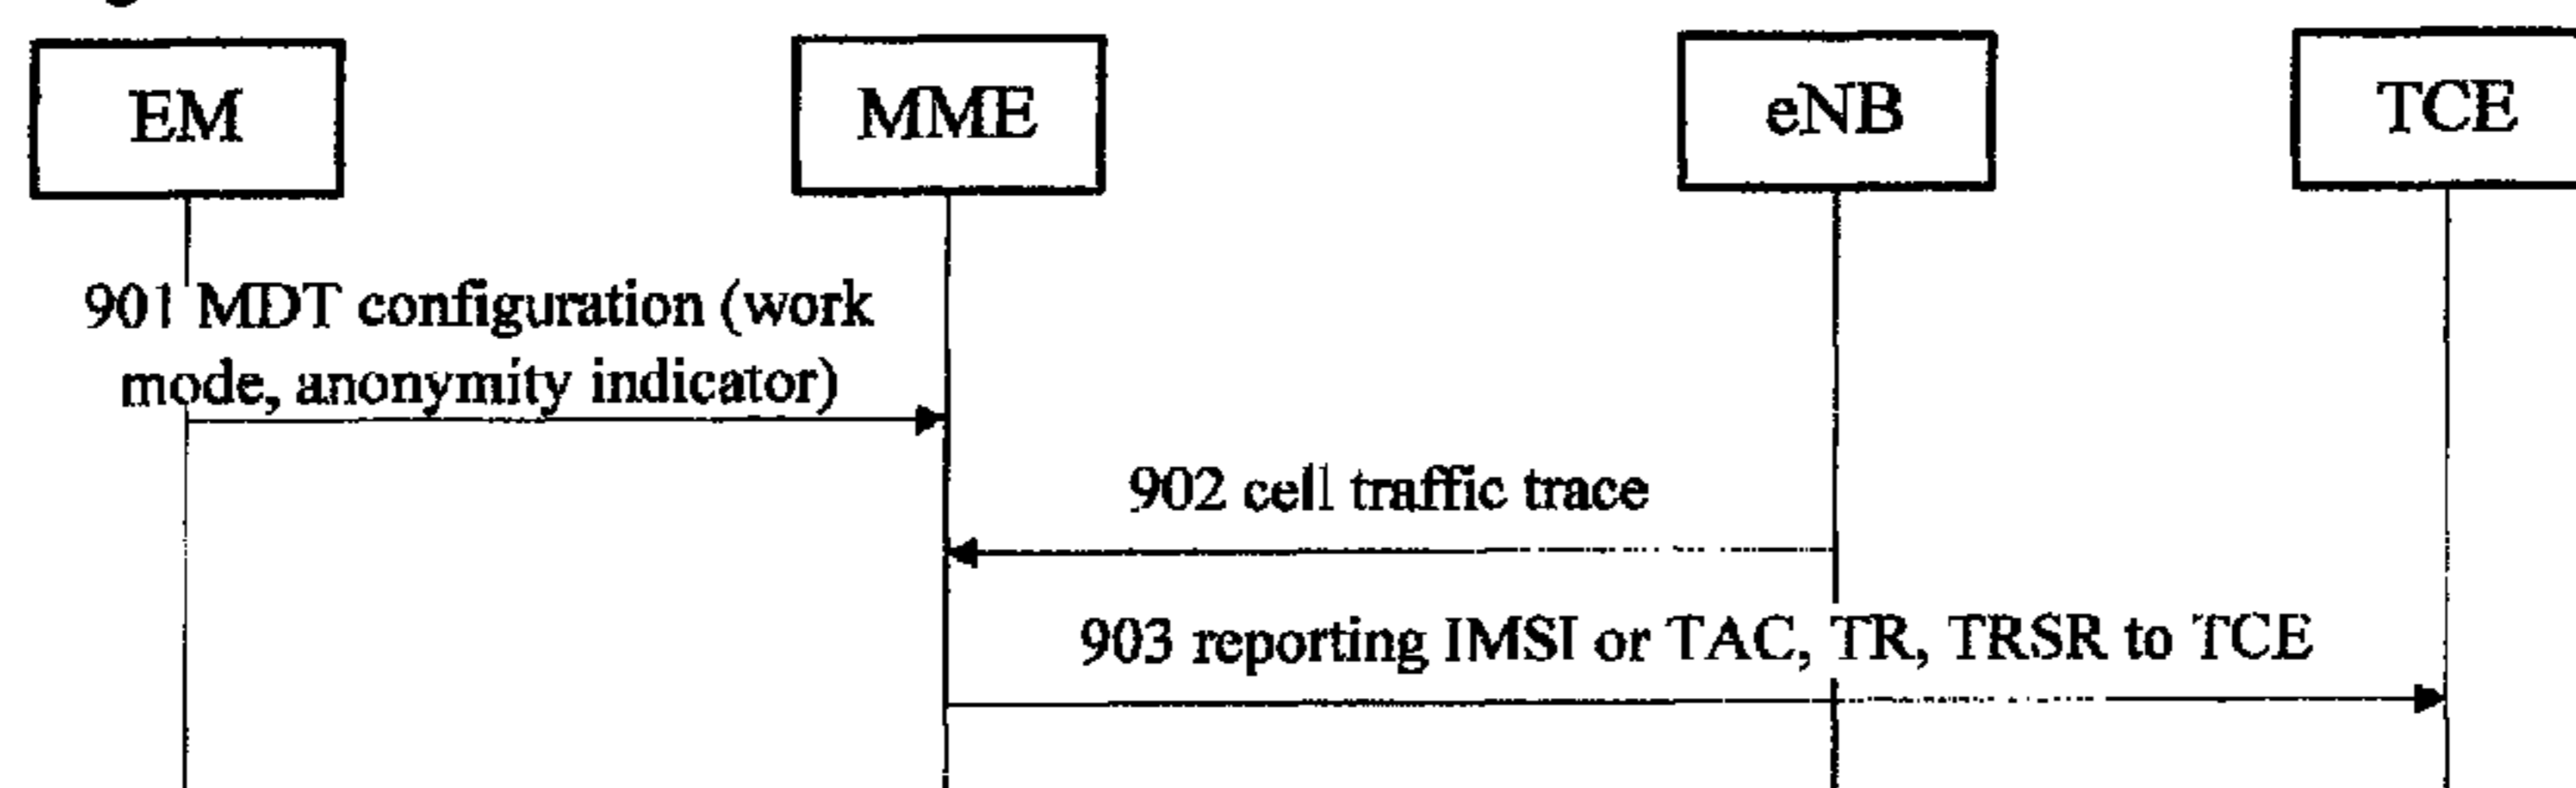 EM
MME
eNB
TCE
901 MDT configuration (work
mode, anonymity indicator)
902 cell traffic trace
903 reporting IMSI or TAC, TR, TRSR to TCE